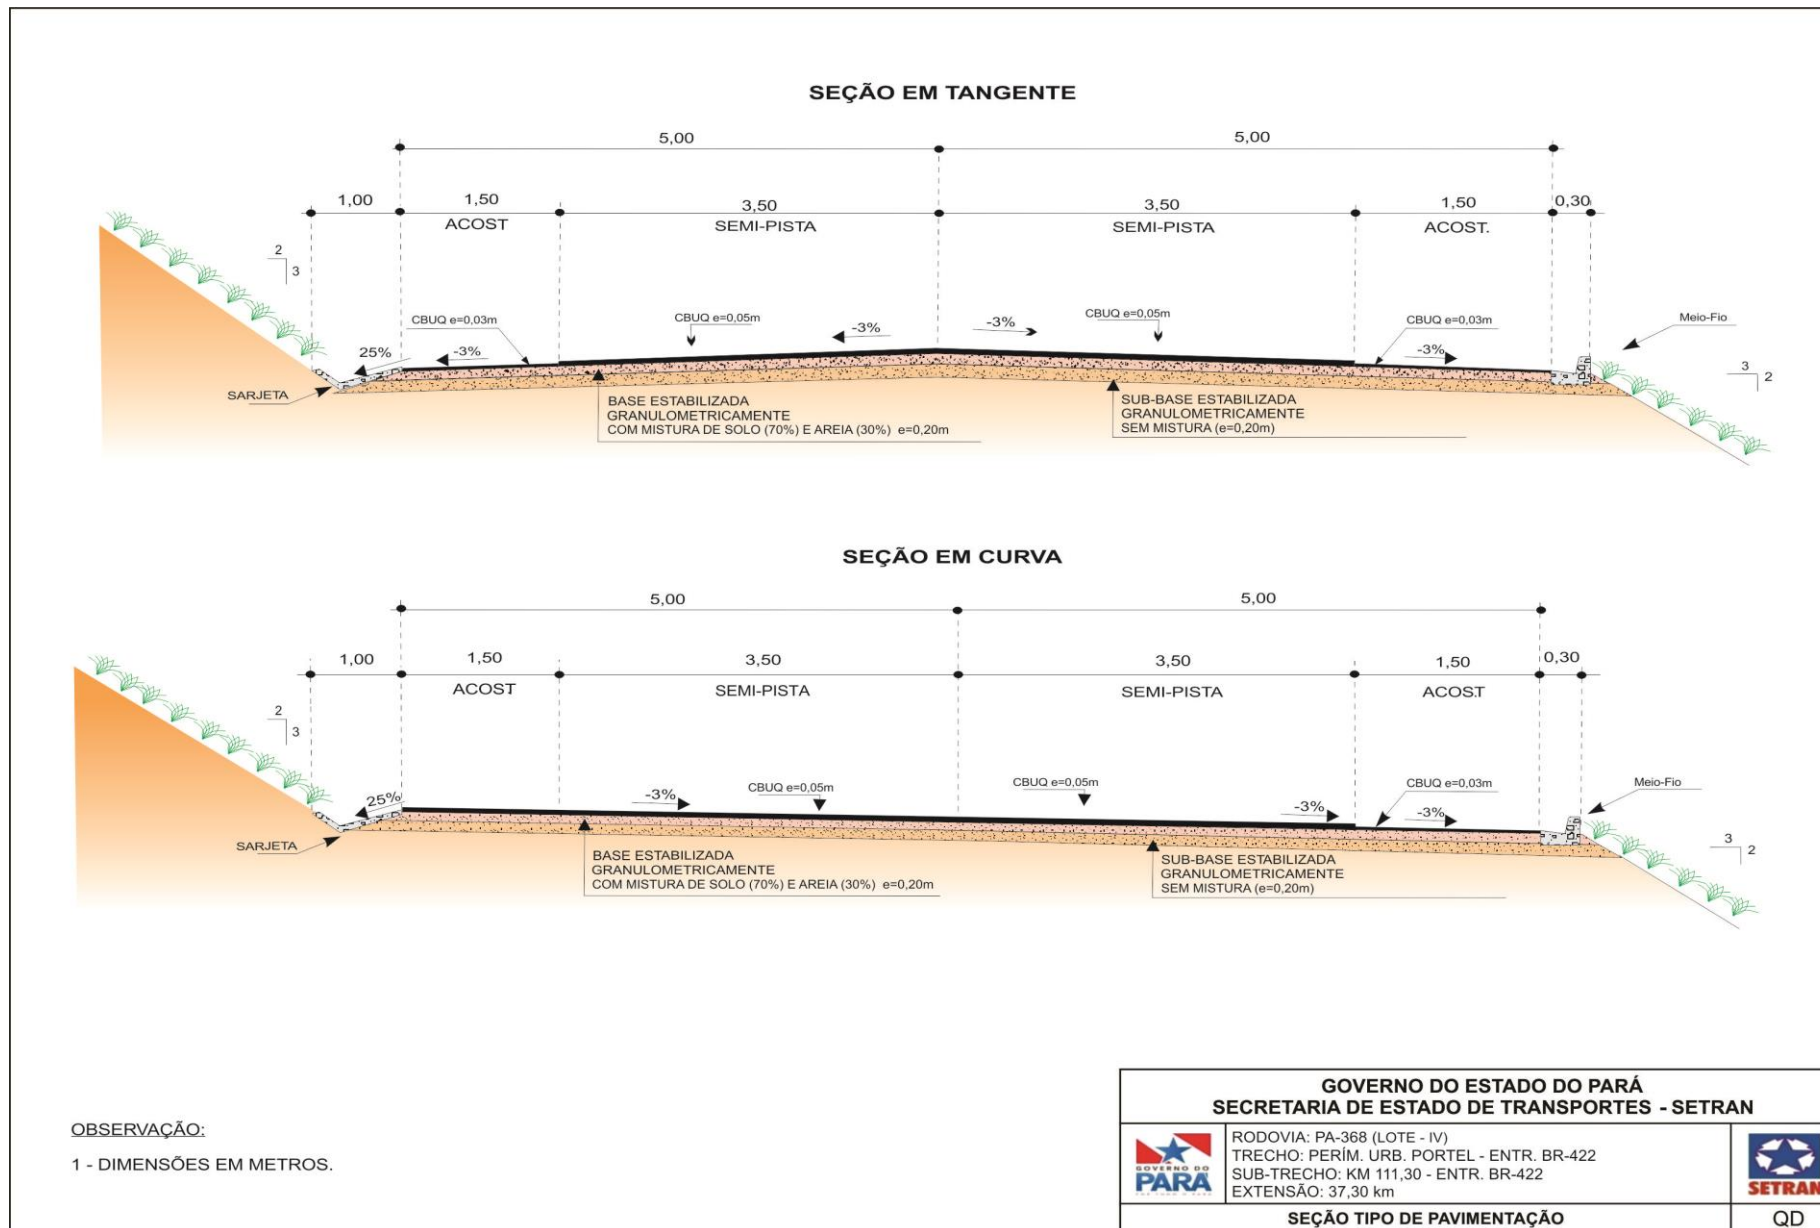 SEÇÃO EM TANGENTE
5,00
5,00
1,00
1,50
3,50
3,50
1,50
0,30
ACOST
SEMI-PISTA
SEMI-PISTA
ACOST.
2
3
CBUQ e=0,03m
CBUQ e=0,05m
-3%
-3%
CBUQ e=0,05m
CBUQ e=0,03m
Meio-Fio
25%
-3%
-3%
3
2
SARJETA
BASE ESTABILIZADA
GRANULOMETRICAMENTE
COM MISTURA DE SOLO (70%) E AREIA (30%) e=0,20m
SUB-BASE ESTABILIZADA
GRANULOMETRICAMENTE
SEM MISTURA (e=0,20m)
SEÇÃO EM CURVA
5,00
5,00
1,00
1,50
3,50
3,50
1,50
0,30
ACOST
SEMI-PISTA
SEMI-PISTA
ACOST
2
3
25%
-3%
CBUQ e=0,05m
CBUQ e=0,05m
-3%
CBUQ e=0,03m
-3%
Meio-Fio
3
2
SARJETA
BASE ESTABILIZADA
GRANULOMETRICAMENTE
COM MISTURA DE SOLO (70%) E AREIA (30%) e=0,20m
SUB-BASE ESTABILIZADA
GRANULOMETRICAMENTE
SEM MISTURA (e=0,20m)
OBSERVAÇÃO:
1 - DIMENSÕES EM METROS.
GOVERNO DO ESTADO DO PARÁ
SECRETARIA DE ESTADO DE TRANSPORTES - SETRAN
GOVERNO DO
PARÁ
RODOVIA: PA-368 (LOTE - IV)
TRECHO: PERÍM. URB. PORTEL - ENTR. BR-422
SUB-TRECHO: KM 111,30 - ENTR. BR-422
EXTENSÃO: 37,30 km
SETRAN
SEÇÃO TIPO DE PAVIMENTAÇÃO
QD